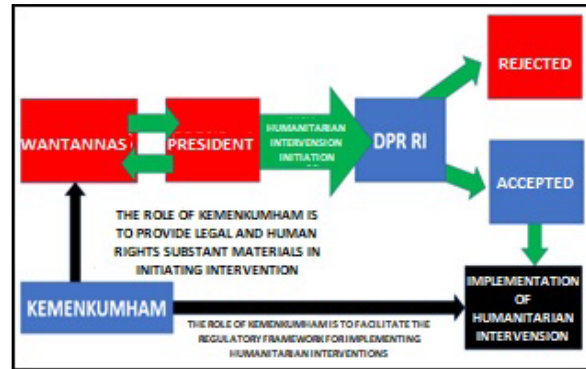 REJECTED
WANTANNAS
PRESIDENT
HUMANITARIAN
INTERVENSION
INITIATION
DPR RI
ACCEPTED
THE ROLE OF KEMENKUMHAM IS
TO PROVIDE LEGAL AND HUMAN
RIGHTS SUBSTANT MATERIALS IN
INITIATING INTERVENTION
KEMENKUMHAM
IMPLEMENTATION
OF
HUMANITARIAN
INTERVENSION
THE ROLE OF KEMENKUMHAM IS TO FACILITATE THE
REGULATORY FRAMEWORK FOR IMPLEMENTING
HUMANITARIAN INTERVENTIONS